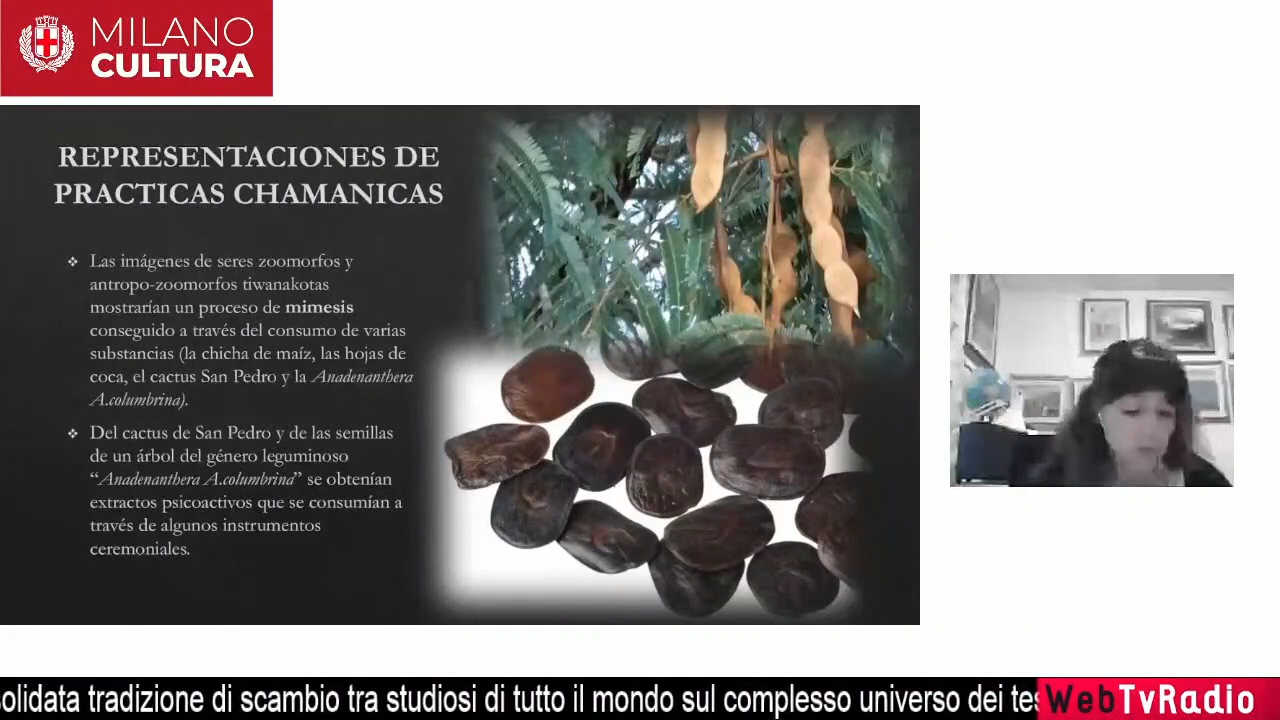 MILANO
CULTURA
REPRESENTACIONES DE
PRACTICAS CHAMANICAS
Las imágenes de seres zoomorfos y
antropo-zoomorfos tiwanakotas
mostrarían un proceso de mimesis
conseguido a través del consumo de varias
substancias (la chicha de maíz, las hojas de
coca, el cactus San Pedro y la Anadenanthera
A.columbrina).
Del cactus de San Pedro y de las semillas
de un árbol del género leguminoso
“Anadenanthera A.columbrina” se obtenían
extractos psicoactivos que se consumían a
través de algunos instrumentos
ceremoniales.
solidata tradizione di scambio tra studiosi di tutto il mondo sul complesso universo dei tes
WebTvRadio